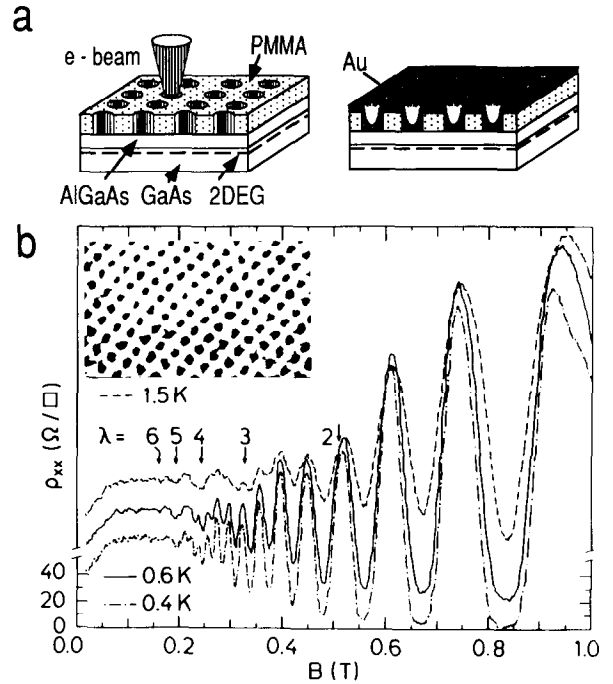 a
e - beam
PMMA
Au
AlGaAs GaAs 2DEG
b
--- 1.5 K
λ = 6 5 4 3 2
ρxx (Ω/□)
40
20
0
— 0.6 K
-·- 0.4 K
0.0 0.2 0.4 0.6 0.8 1.0
B (T)